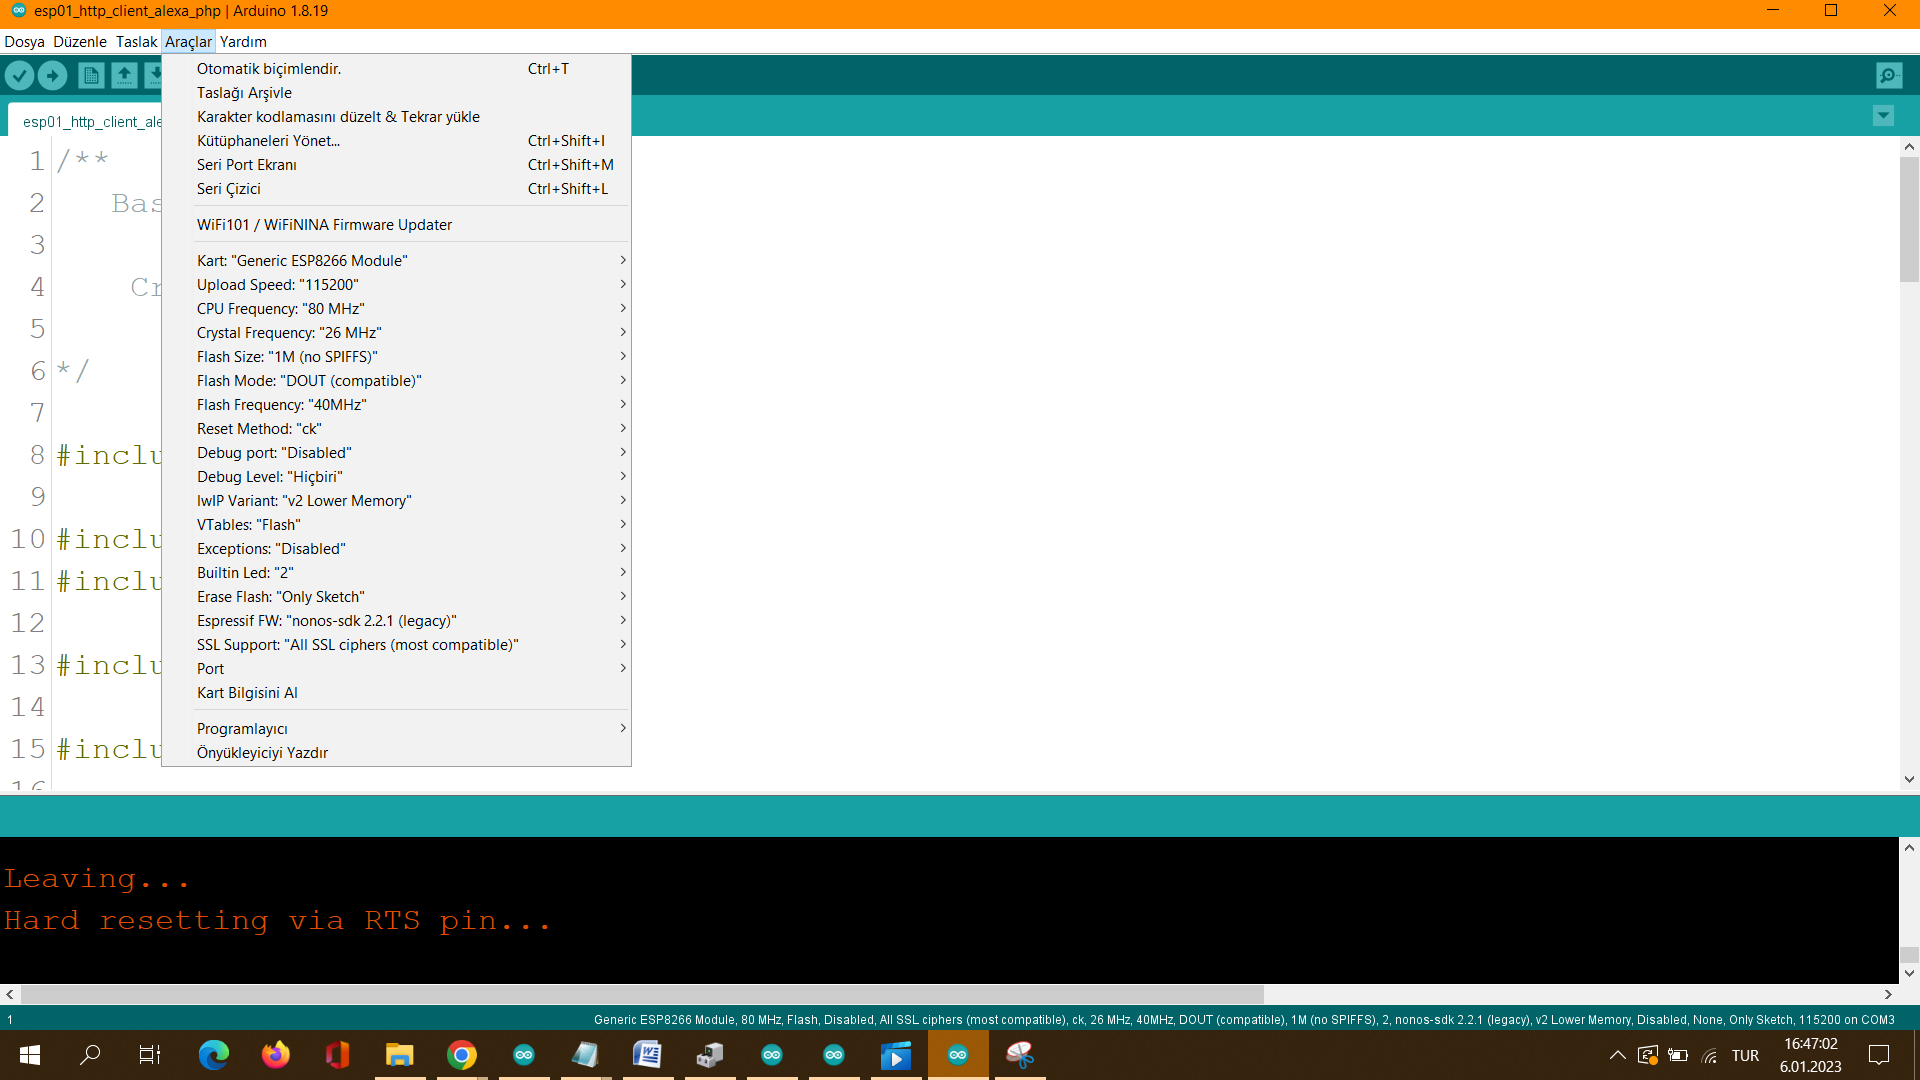 esp01_http_client_alexa_php | Arduino 1.8.19
Dosya Düzenle Taslak Araçlar Yardım
Otomatik biçimlendir. Ctrl+T
Taslağı Arşivle
Karakter kodlamasını düzelt & Tekrar yükle
Kütüphaneleri Yönet... Ctrl+Shift+I
Seri Port Ekranı Ctrl+Shift+M
Seri Çizici Ctrl+Shift+L
WiFi101 / WiFiNINA Firmware Updater
Kart: "Generic ESP8266 Module"
Upload Speed: "115200"
CPU Frequency: "80 MHz"
Crystal Frequency: "26 MHz"
Flash Size: "1M (no SPIFFS)"
Flash Mode: "DOUT (compatible)"
Flash Frequency: "40MHz"
Reset Method: "ck"
Debug port: "Disabled"
Debug Level: "Hiçbiri"
lwIP Variant: "v2 Lower Memory"
VTables: "Flash"
Exceptions: "Disabled"
Builtin Led: "2"
Erase Flash: "Only Sketch"
Espressif FW: "nonos-sdk 2.2.1 (legacy)"
SSL Support: "All SSL ciphers (most compatible)"
Port
Kart Bilgisini Al
Programlayıcı
Önyükleyiciyi Yazdır
esp01_http_client_ale
1 /**
2 Bas
3
4 Cr
5
6 */
7
8 #inclu
9
10 #inclu
11 #inclu
12
13 #inclu
14
15 #inclu
16
Leaving...
Hard resetting via RTS pin...
1 Generic ESP8266 Module, 80 MHz, Flash, Disabled, All SSL ciphers (most compatible), ck, 26 MHz, 40MHz, DOUT (compatible), 1M (no SPIFFS), 2, nonos-sdk 2.2.1 (legacy), v2 Lower Memory, Disabled, None, Only Sketch, 115200 on COM3
TUR
16:47:02
6.01.2023